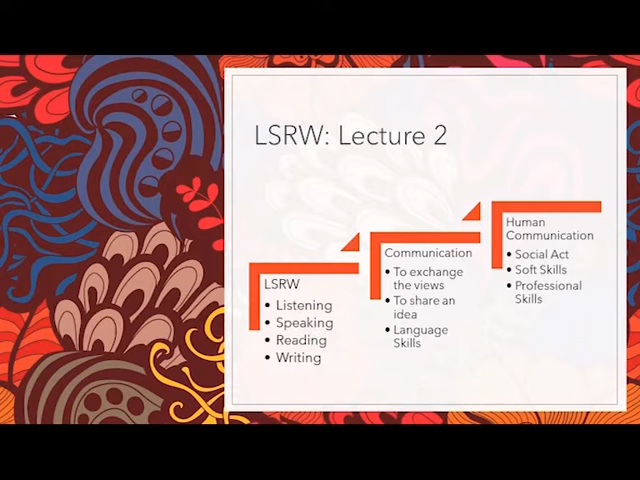 LSRW: Lecture 2
LSRW
• Listening
• Speaking
• Reading
• Writing
Communication
• To exchange
the views
• To share an
idea
• Language
Skills
Human
Communication
• Social Act
• Soft Skills
• Professional
Skills